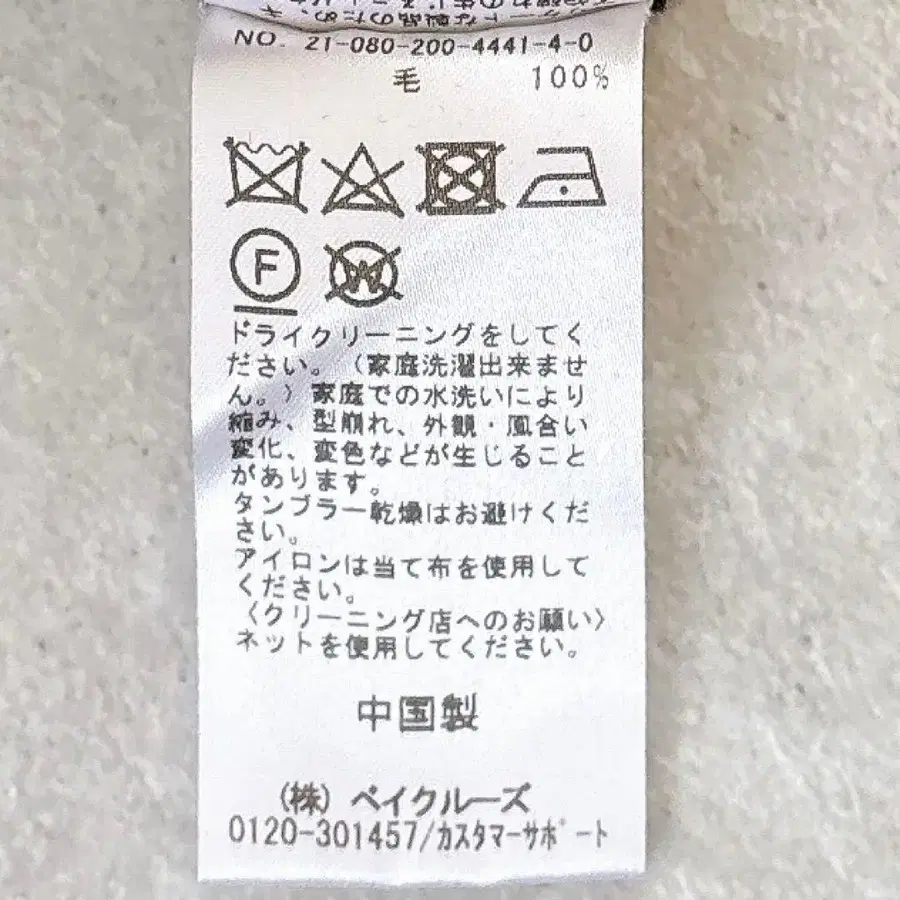 NO. 21-080-200-4441-4-0
毛 100%
F
W
ドライクリーニングをしてく
ださい。（家庭洗濯出来ませ
ん。）家庭での水洗いにより
縮み、型崩れ、外観・風合い
変化、変色などが生じること
があります。
タンブラー乾燥はお避けくだ
さい。
アイロンは当て布を使用して
ください。
〈クリーニング店へのお願い〉
ネットを使用してください。
中国製
(株) ベイクルーズ
0120-301457/ｶｽﾀﾏｰｻﾎﾟｰﾄ